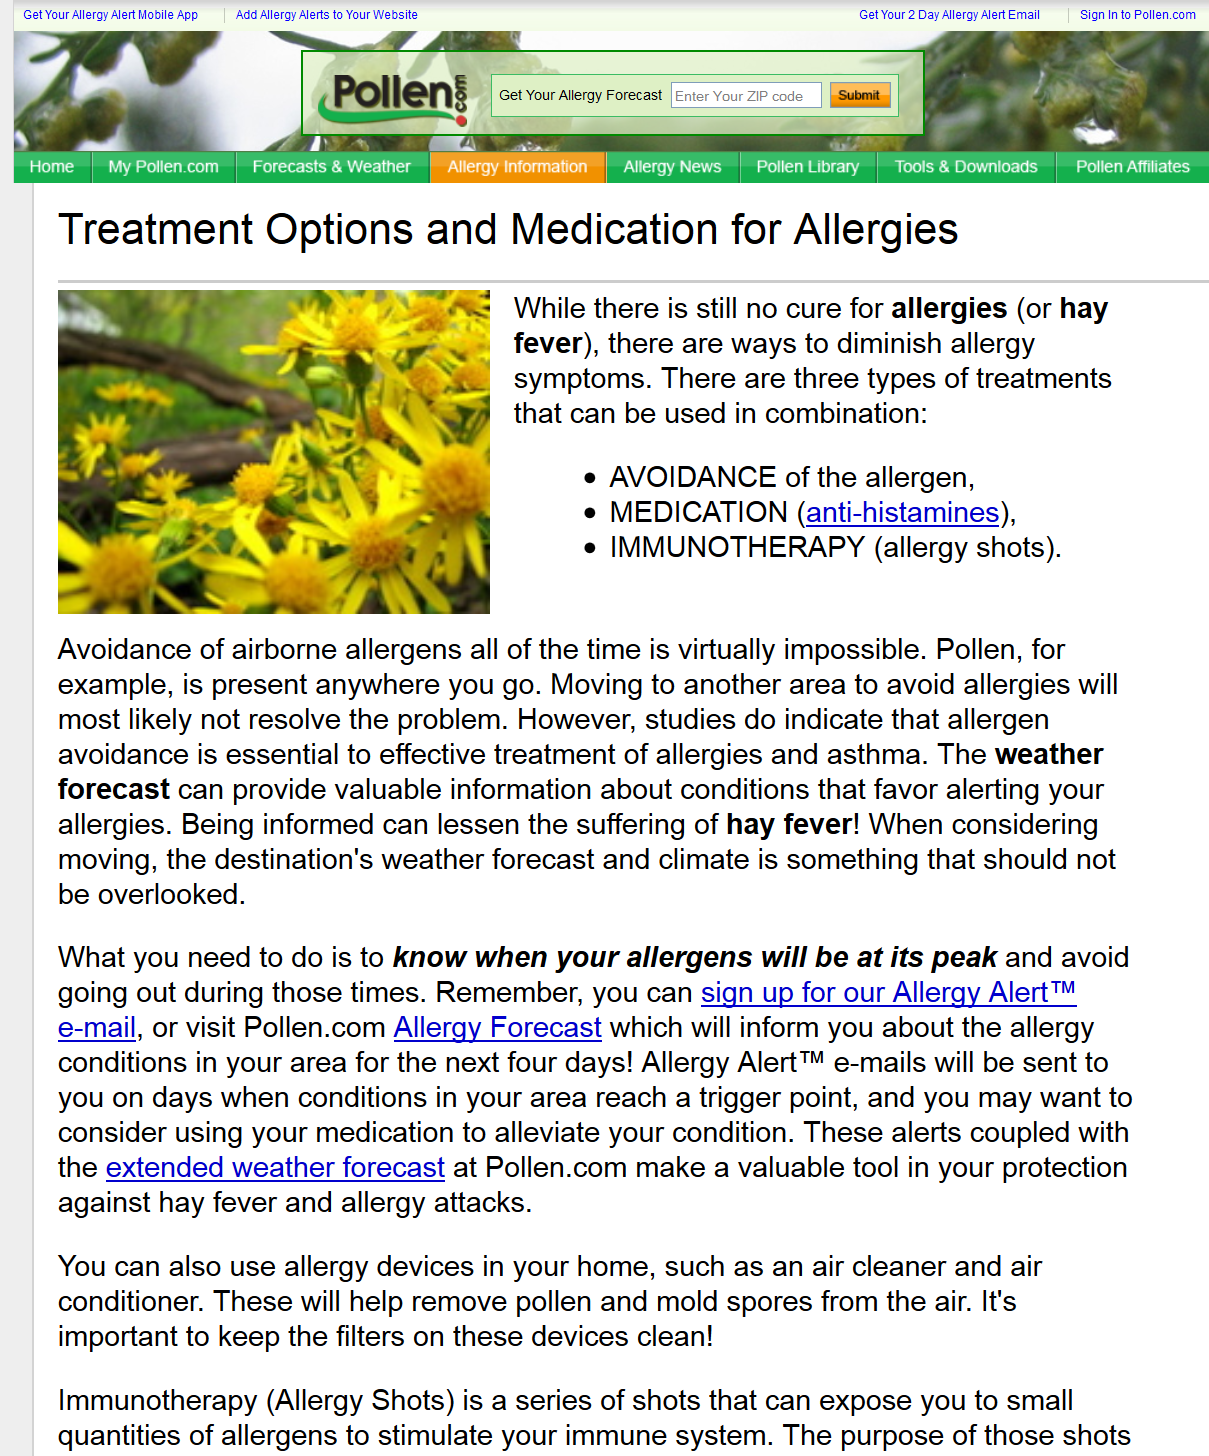 Get Your Allergy Alert Mobile App
Add Allergy Alerts to Your Website
Get Your 2 Day Allergy Alert Email
Sign In to Pollen.com
Pollen.com
Get Your Allergy Forecast
Enter Your ZIP code
Submit
Home
My Pollen.com
Forecasts & Weather
Allergy Information
Allergy News
Pollen Library
Tools & Downloads
Pollen Affiliates
Treatment Options and Medication for Allergies
While there is still no cure for allergies (or hay
fever), there are ways to diminish allergy
symptoms. There are three types of treatments
that can be used in combination:
• AVOIDANCE of the allergen,
• MEDICATION (anti-histamines),
• IMMUNOTHERAPY (allergy shots).
Avoidance of airborne allergens all of the time is virtually impossible. Pollen, for
example, is present anywhere you go. Moving to another area to avoid allergies will
most likely not resolve the problem. However, studies do indicate that allergen
avoidance is essential to effective treatment of allergies and asthma. The weather
forecast can provide valuable information about conditions that favor alerting your
allergies. Being informed can lessen the suffering of hay fever! When considering
moving, the destination's weather forecast and climate is something that should not
be overlooked.
What you need to do is to know when your allergens will be at its peak and avoid
going out during those times. Remember, you can sign up for our Allergy Alert™
e-mail, or visit Pollen.com Allergy Forecast which will inform you about the allergy
conditions in your area for the next four days! Allergy Alert™ e-mails will be sent to
you on days when conditions in your area reach a trigger point, and you may want to
consider using your medication to alleviate your condition. These alerts coupled with
the extended weather forecast at Pollen.com make a valuable tool in your protection
against hay fever and allergy attacks.
You can also use allergy devices in your home, such as an air cleaner and air
conditioner. These will help remove pollen and mold spores from the air. It's
important to keep the filters on these devices clean!
Immunotherapy (Allergy Shots) is a series of shots that can expose you to small
quantities of allergens to stimulate your immune system. The purpose of those shots